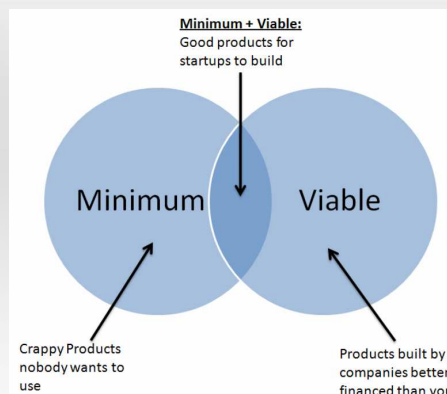 Minimum + Viable:
Good products for
startups to build
Minimum
Viable
Crappy Products
nobody wants to
use
Products built by
companies better
financed than